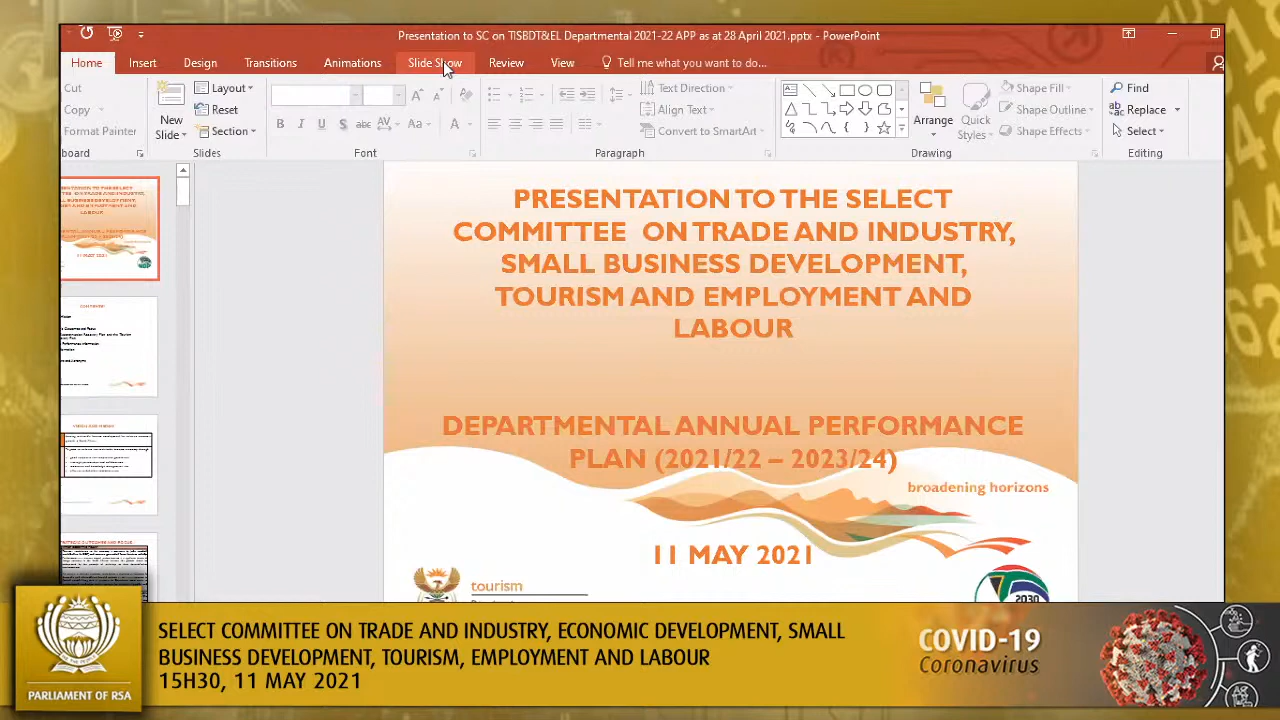 Presentation to SC on TISBDT&EL Departmental 2021-22 APP as at 28 April 2021.pptx - PowerPoint
Home Insert Design Transitions Animations Slide Show Review View Tell me what you want to do...
Cut
Copy
Format Painter
board
New
Slide
Layout
Reset
Section
Slides
B I U S abc AV Aa A
Font
Text Direction
Align Text
Convert to SmartArt
Paragraph
Arrange
Quick
Styles
Shape Fill
Shape Outline
Shape Effects
Drawing
Find
Replace
Select
Editing
PRESENTATION TO THE SELECT
COMMITTEE ON TRADE AND INDUSTRY,
SMALL BUSINESS DEVELOPMENT,
TOURISM AND EMPLOYMENT AND
LABOUR
DEPARTMENTAL ANNUAL PERFORMANCE
PLAN (2021/22 – 2023/24)
broadening horizons
11 MAY 2021
tourism
2030
PARLIAMENT OF RSA
SELECT COMMITTEE ON TRADE AND INDUSTRY, ECONOMIC DEVELOPMENT, SMALL
BUSINESS DEVELOPMENT, TOURISM, EMPLOYMENT AND LABOUR
15H30, 11 MAY 2021
COVID-19
Coronavirus